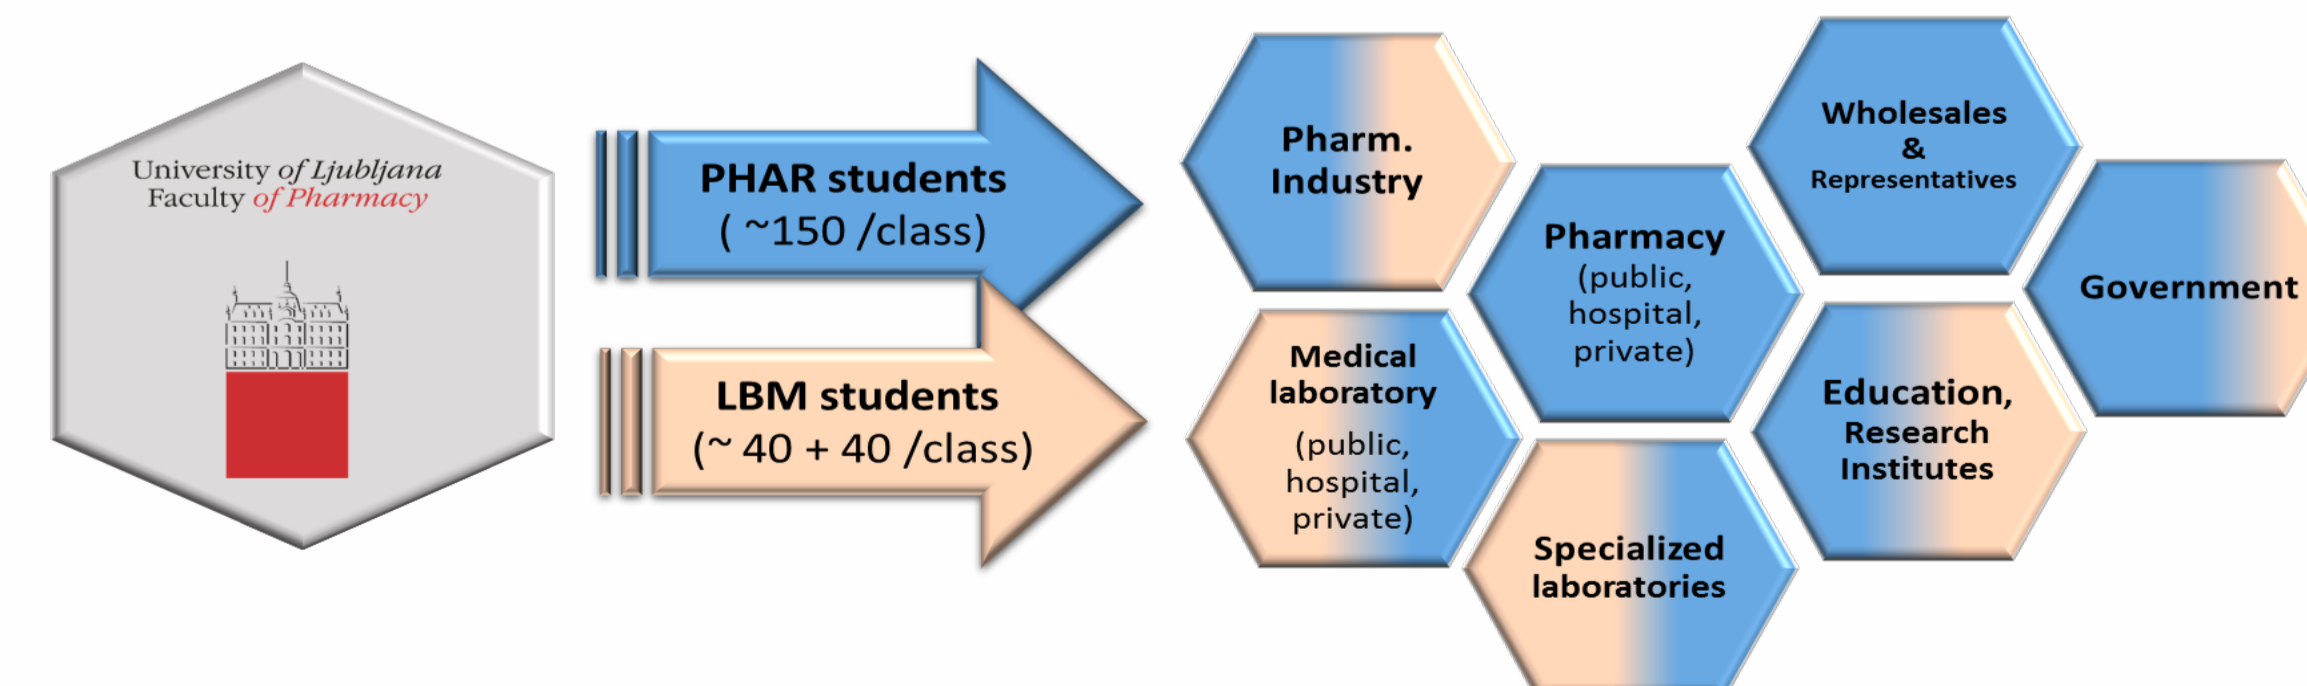 University of Ljubljana
Faculty of Pharmacy
PHAR students
( ~150 /class)
LBM students
(~ 40 + 40 /class)
Pharm.
Industry
Medical
laboratory
(public,
hospital,
private)
Pharmacy
(public,
hospital,
private)
Specialized
laboratories
Wholesales
&
Representatives
Education,
Research
Institutes
Government